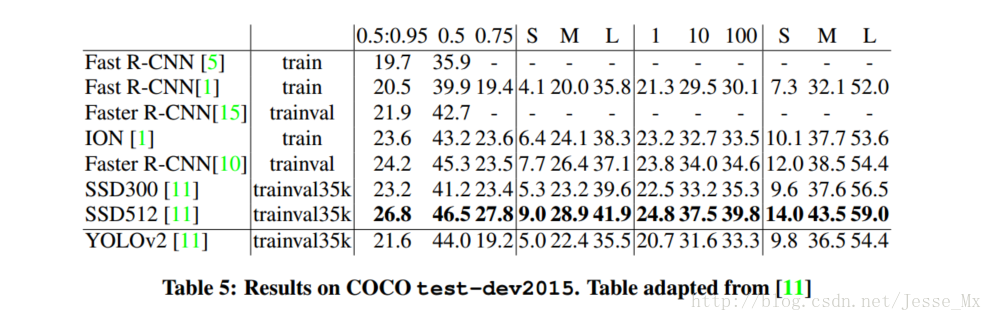 0.5:0.95 0.5 0.75 S M L 1 10 100 S M L
Fast R-CNN [5] train 19.7 35.9 - - - - - - - - - -
Fast R-CNN[1] train 20.5 39.9 19.4 4.1 20.0 35.8 21.3 29.5 30.1 7.3 32.1 52.0
Faster R-CNN[15] trainval 21.9 42.7 - - - - - - - - - -
ION [1] train 23.6 43.2 23.6 6.4 24.1 38.3 23.2 32.7 33.5 10.1 37.7 53.6
Faster R-CNN[10] trainval 24.2 45.3 23.5 7.7 26.4 37.1 23.8 34.0 34.6 12.0 38.5 54.4
SSD300 [11] trainval35k 23.2 41.2 23.4 5.3 23.2 39.6 22.5 33.2 35.3 9.6 37.6 56.5
SSD512 [11] trainval35k 26.8 46.5 27.8 9.0 28.9 41.9 24.8 37.5 39.8 14.0 43.5 59.0
YOLOv2 [11] trainval35k 21.6 44.0 19.2 5.0 22.4 35.5 20.7 31.6 33.3 9.8 36.5 54.4
Table 5: Results on COCO test-dev2015. Table adapted from [11]
http://blog.csdn.net/Jesse_Mx